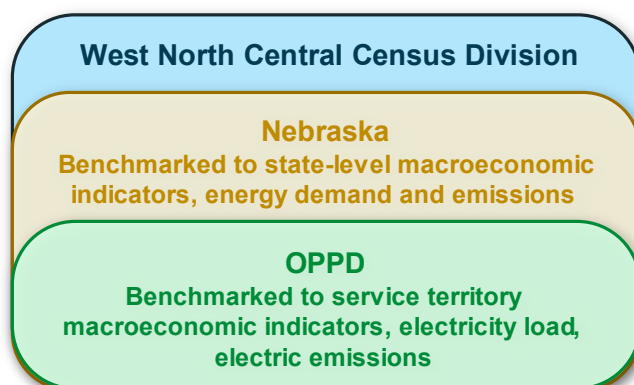 West North Central Census Division
Nebraska
Benchmarked to state-level macroeconomic
indicators, energy demand and emissions
OPPD
Benchmarked to service territory
macroeconomic indicators, electricity load,
electric emissions